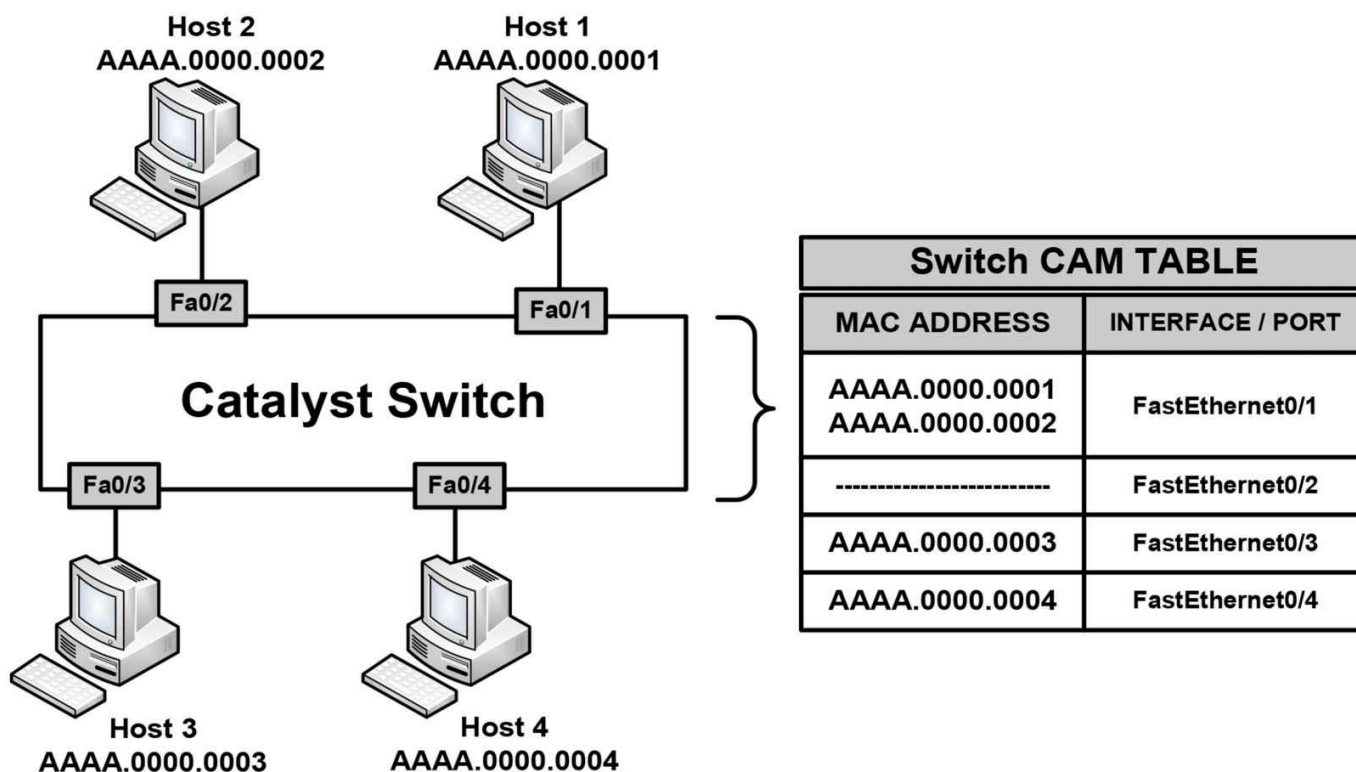 Host 2
AAAA.0000.0002
Host 1
AAAA.0000.0001
Fa0/2
Fa0/1
Catalyst Switch
Fa0/3
Fa0/4
Host 3
AAAA.0000.0003
Host 4
AAAA.0000.0004
Switch CAM TABLE
MAC ADDRESS INTERFACE / PORT
AAAA.0000.0001
AAAA.0000.0002
FastEthernet0/1
-------------------------- FastEthernet0/2
AAAA.0000.0003 FastEthernet0/3
AAAA.0000.0004 FastEthernet0/4